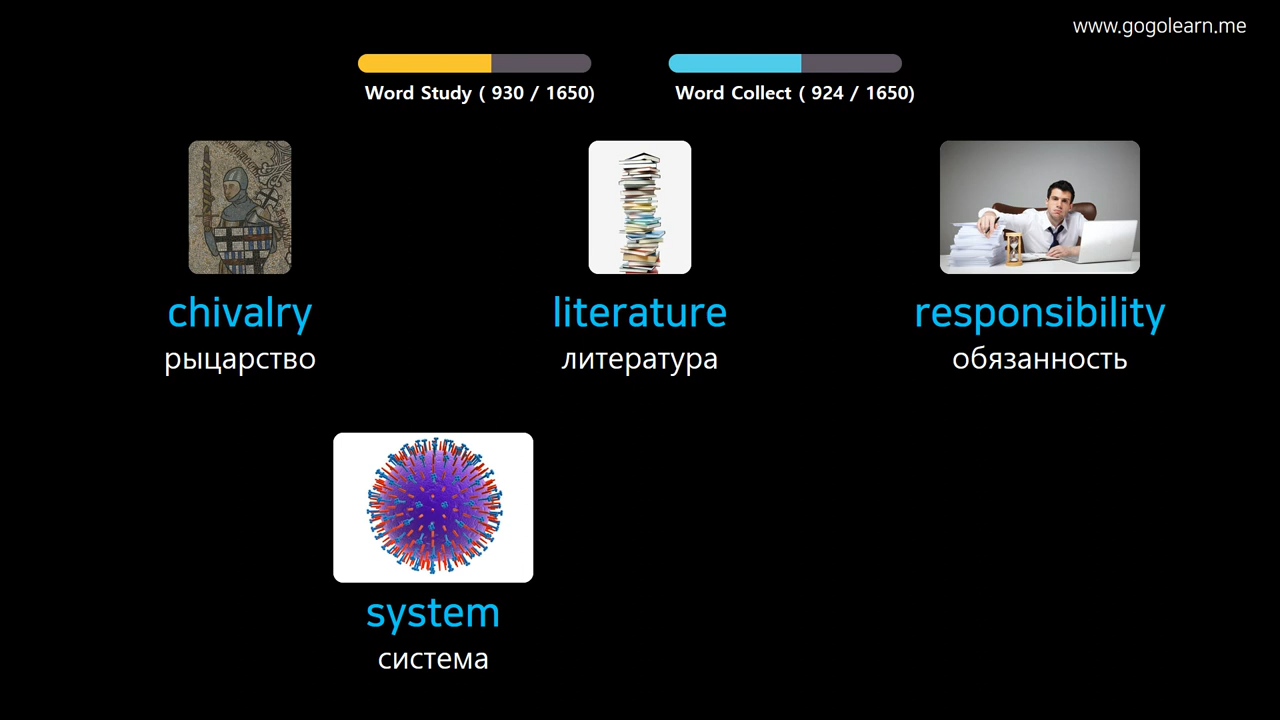 www.gogolearn.me
Word Study ( 930 / 1650)
Word Collect ( 924 / 1650)
chivalry
рыцарство
literature
литература
responsibility
обязанность
system
система